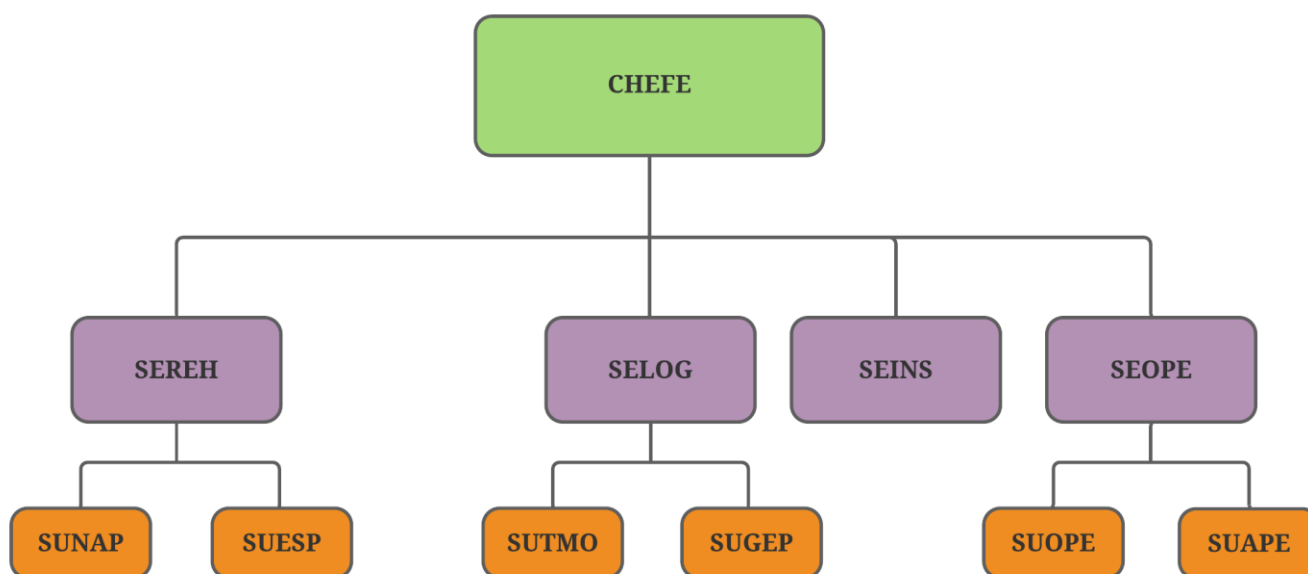 CHEFE
SEREH
SELOG
SEINS
SEOPE
SUNAP
SUESP
SUTMO
SUGEP
SUOPE
SUAPE